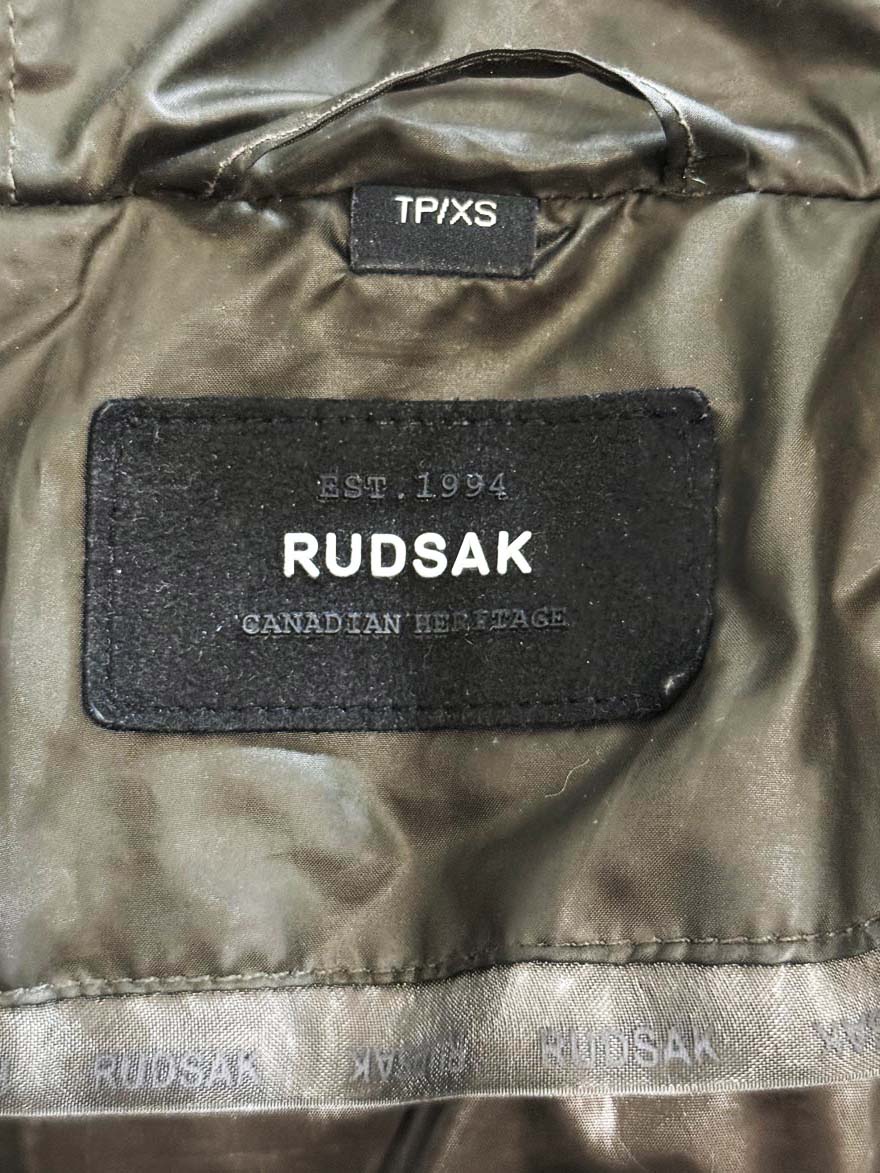 TP/XS
EST.1994
RUDSAK
CANADIAN HERITAGE
RUDSAK RUDSAK RUDSAK